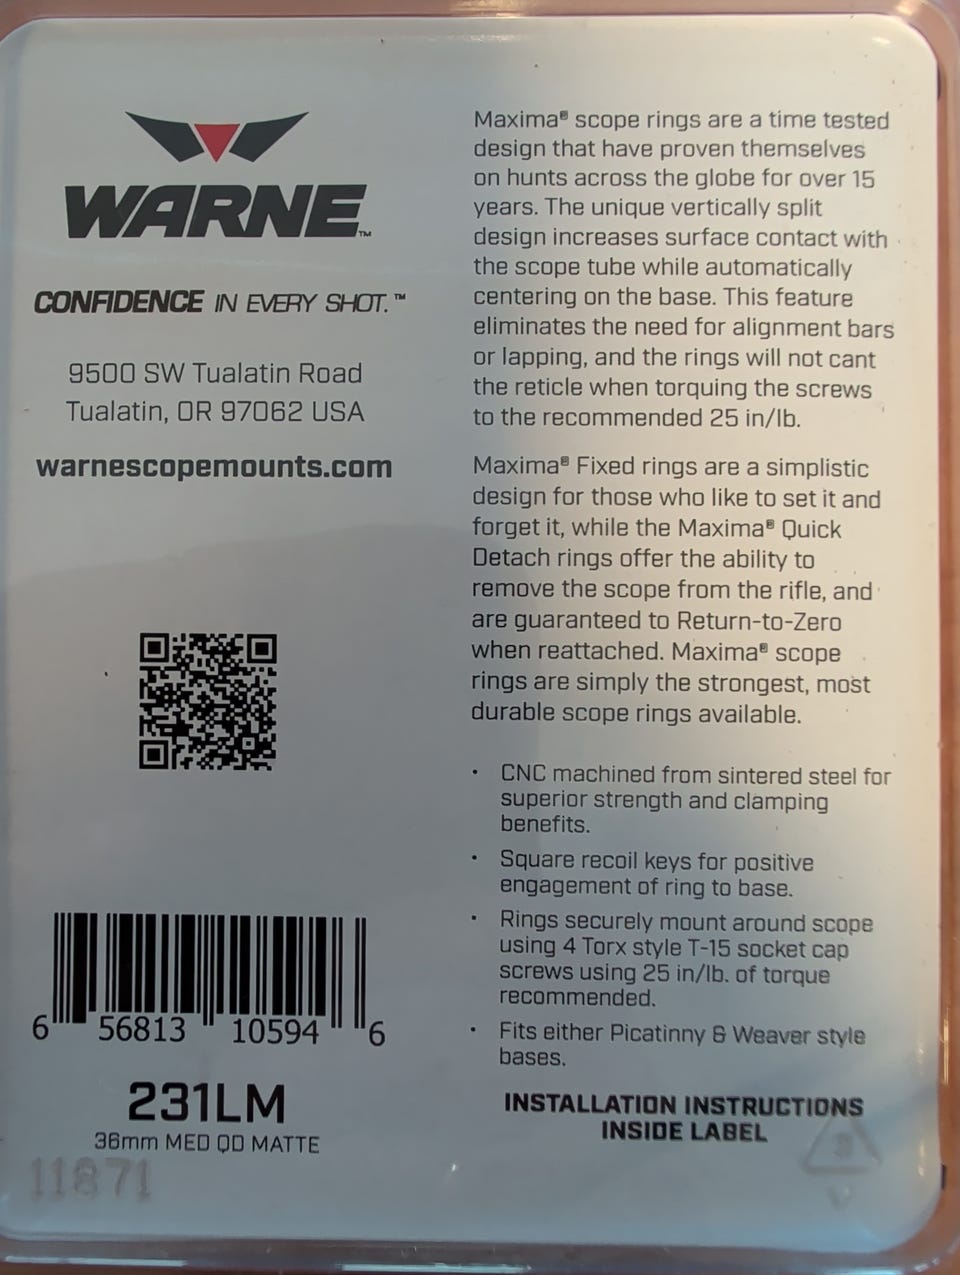 WARNE™
CONFIDENCE IN EVERY SHOT.™
9500 SW Tualatin Road
Tualatin, OR 97062 USA
warnescopemounts.com
6 56813 10594 6
231LM
36mm MED QD MATTE
11871
Maxima® scope rings are a time tested
design that have proven themselves
on hunts across the globe for over 15
years. The unique vertically split
design increases surface contact with
the scope tube while automatically
centering on the base. This feature
eliminates the need for alignment bars
or lapping, and the rings will not cant
the reticle when torquing the screws
to the recommended 25 in/lb.
Maxima® Fixed rings are a simplistic
design for those who like to set it and
forget it, while the Maxima® Quick
Detach rings offer the ability to
remove the scope from the rifle, and
are guaranteed to Return-to-Zero
when reattached. Maxima® scope
rings are simply the strongest, most
durable scope rings available.
• CNC machined from sintered steel for
superior strength and clamping
benefits.
• Square recoil keys for positive
engagement of ring to base.
• Rings securely mount around scope
using 4 Torx style T-15 socket cap
screws using 25 in/lb. of torque
recommended.
• Fits either Picatinny & Weaver style
bases.
INSTALLATION INSTRUCTIONS
INSIDE LABEL